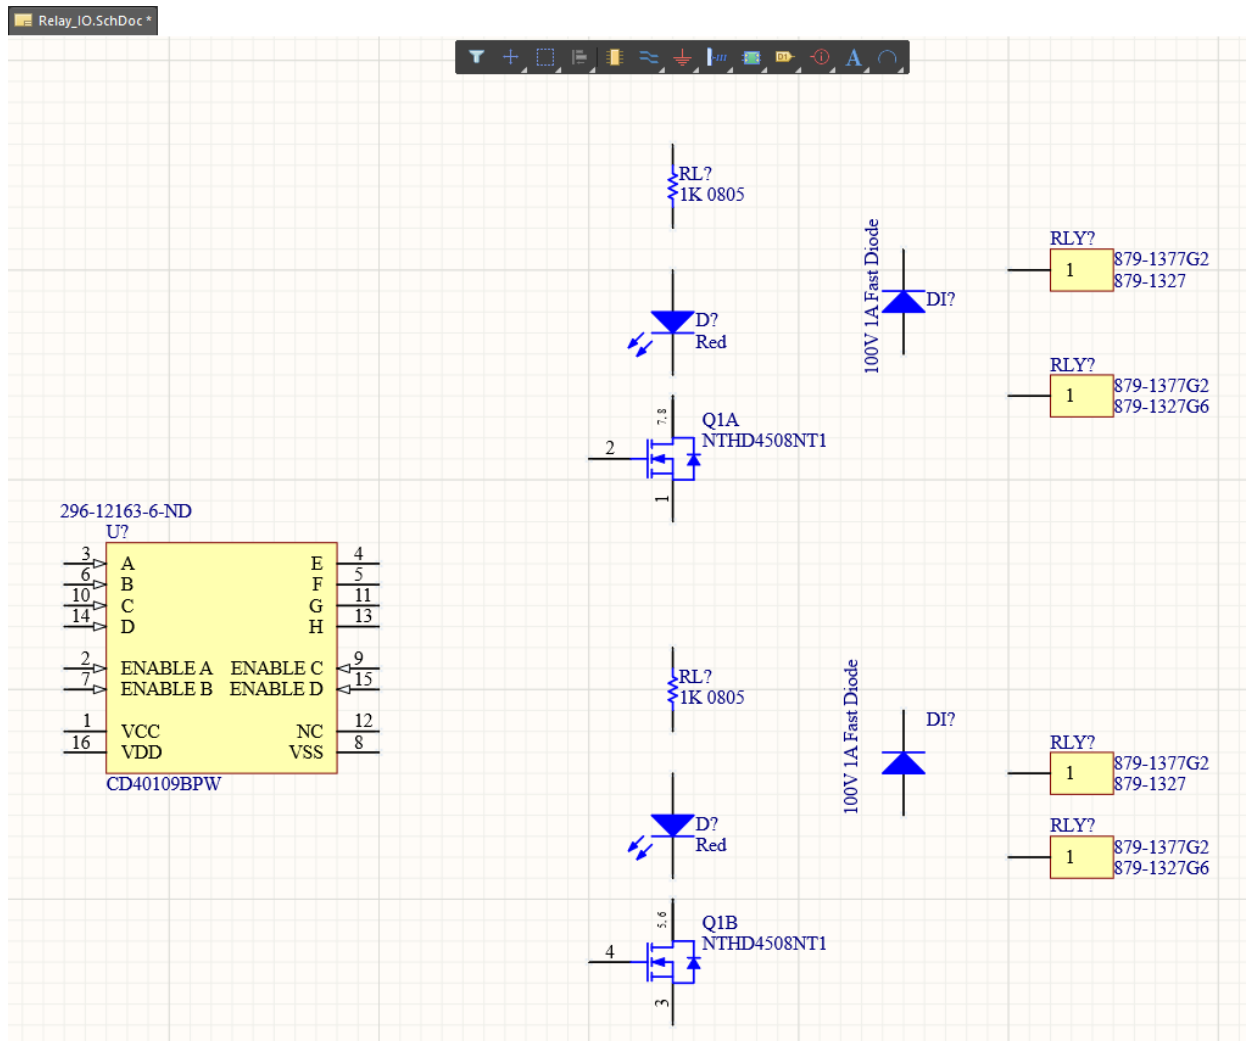 Relay_IO.SchDoc *
D1
A
RL?
1K 0805
100V 1A Fast Diode
DI?
RLY?
1
879-1377G2
879-1327
D?
Red
RLY?
1
879-1377G2
879-1327G6
7, 8
Q1A
NTHD4508NT1
2
1
296-12163-6-ND
U?
3 A E 4
6 B F 5
10 C G 11
14 D H 13
2 ENABLE A ENABLE C 9
7 ENABLE B ENABLE D 15
1 VCC NC 12
16 VDD VSS 8
CD40109BPW
RL?
1K 0805
100V 1A Fast Diode
DI?
RLY?
1
879-1377G2
879-1327
D?
Red
RLY?
1
879-1377G2
879-1327G6
5, 6
Q1B
NTHD4508NT1
4
3